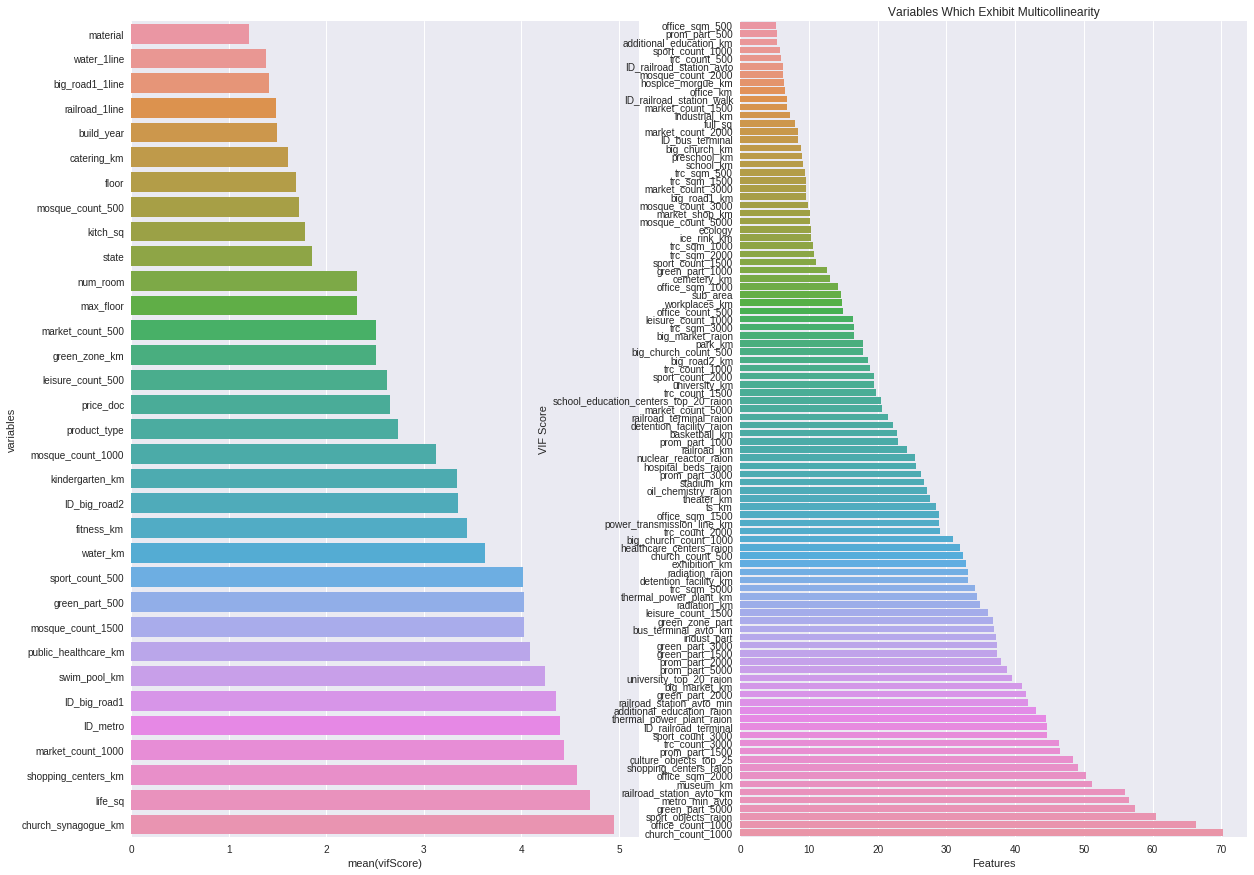 Variables Which Exhibit Multicollinearity
variables
material
water_1line
big_road1_1line
railroad_1line
build_year
catering_km
floor
mosque_count_500
kitch_sq
state
num_room
max_floor
market_count_500
green_zone_km
leisure_count_500
price_doc
product_type
mosque_count_1000
kindergarten_km
ID_big_road2
fitness_km
water_km
sport_count_500
green_part_500
mosque_count_1500
public_healthcare_km
swim_pool_km
ID_big_road1
ID_metro
market_count_1000
shopping_centers_km
life_sq
church_synagogue_km
0 1 2 3 4 5
mean(vifScore)
VIF Score
office_sqm_500
prom_part_500
additional_education_km
sport_count_1000
trc_count_500
ID_railroad_station_avto
mosque_count_2000
hospice_morgue_km
office_km
ID_railroad_station_walk
market_count_1500
industrial_km
full_sq
market_count_2000
ID_bus_terminal
big_church_km
preschool_km
school_km
trc_sqm_500
trc_sqm_1500
market_count_3000
big_road1_km
mosque_count_3000
market_shop_km
mosque_count_5000
ecology
ice_rink_km
trc_sqm_1000
trc_sqm_2000
sport_count_1500
green_part_1000
cemetery_km
office_sqm_1000
sub_area
workplaces_km
office_count_500
leisure_count_1000
trc_sqm_3000
big_market_raion
park_km
big_church_count_500
big_road2_km
trc_count_1000
sport_count_2000
university_km
trc_count_1500
school_education_centers_top_20_raion
market_count_5000
railroad_terminal_raion
detention_facility_raion
basketball_km
prom_part_1000
railroad_km
nuclear_reactor_raion
hospital_beds_raion
prom_part_3000
stadium_km
oil_chemistry_raion
theater_km
ts_km
office_sqm_1500
power_transmission_line_km
trc_count_2000
big_church_count_1000
healthcare_centers_raion
church_count_500
exhibition_km
radiation_raion
detention_facility_km
trc_sqm_5000
thermal_power_plant_km
radiation_km
leisure_count_1500
green_zone_part
bus_terminal_avto_km
indust_part
green_part_3000
green_part_1500
prom_part_2000
prom_part_5000
university_top_20_raion
big_market_km
green_part_2000
railroad_station_avto_min
additional_education_raion
thermal_power_plant_raion
ID_railroad_terminal
sport_count_3000
trc_count_3000
prom_part_1500
culture_objects_top_25
shopping_centers_raion
office_sqm_2000
museum_km
railroad_station_avto_km
metro_min_avto
green_part_5000
sport_objects_raion
office_count_1000
church_count_1000
0 10 20 30 40 50 60 70
Features